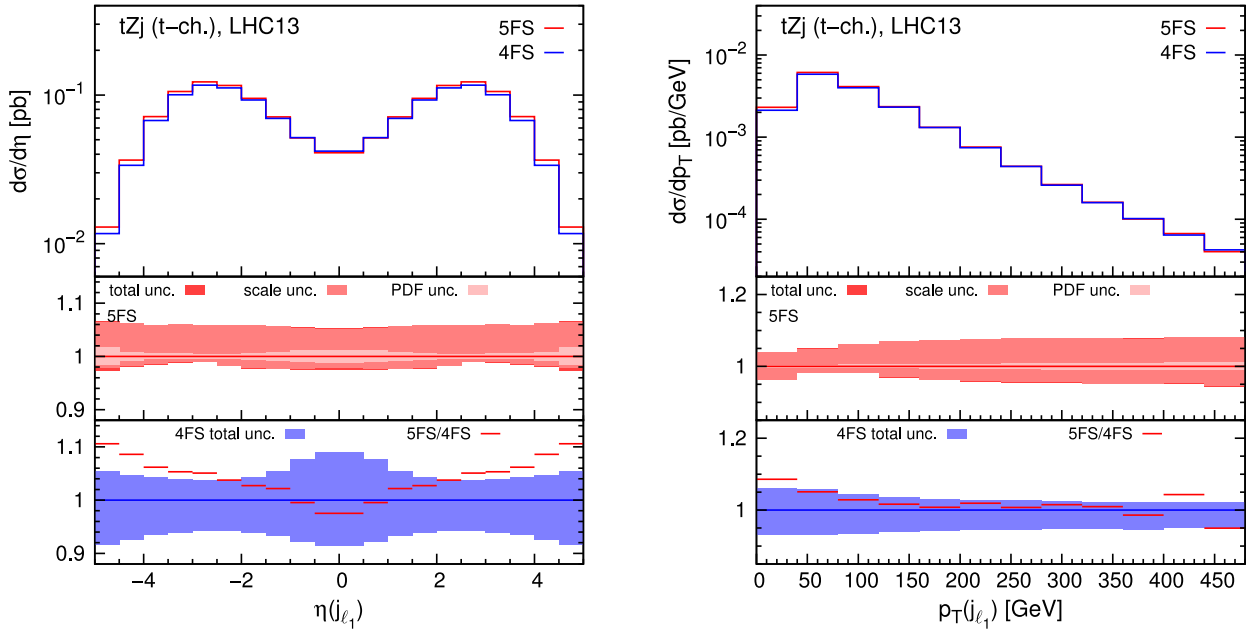 tZj (t−ch.), LHC13
5FS
4FS
dσ/dη [pb]
10⁻¹
10⁻²
total unc.
scale unc.
PDF unc.
5FS
1.1
1
0.9
4FS total unc.
5FS/4FS
1.1
1
0.9
−4
−2
0
2
4
η(jℓ₁)
tZj (t−ch.), LHC13
5FS
4FS
dσ/dp_T [pb/GeV]
10⁻²
10⁻³
10⁻⁴
total unc.
scale unc.
PDF unc.
5FS
1.2
1
4FS total unc.
5FS/4FS
1.2
1
0
50
100
150
200
250
300
350
400
450
p_T(jℓ₁) [GeV]